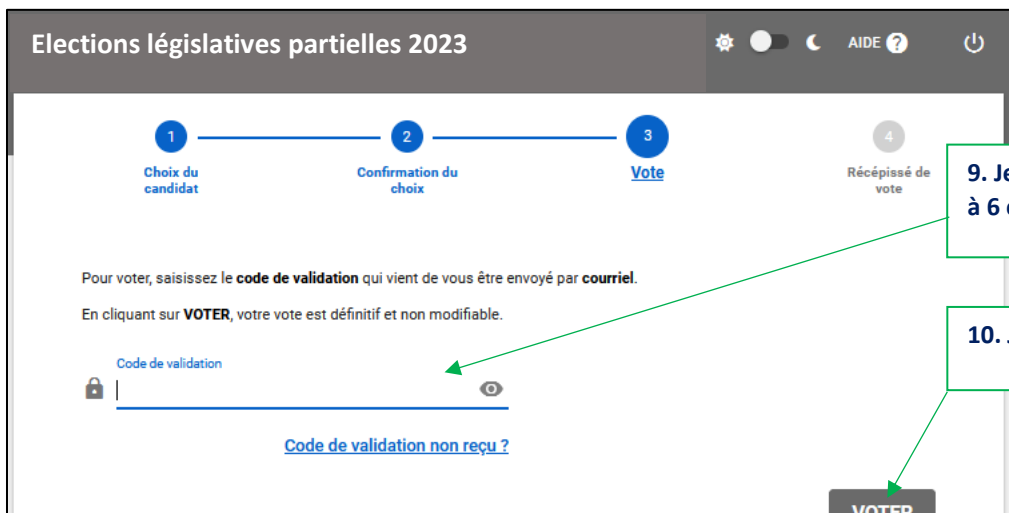 Elections législatives partielles 2023
AIDE ?
1
2
3
4
Choix du
candidat
Confirmation du
choix
Vote
Récépissé de
vote
9. Je
à 6
Pour voter, saisissez le code de validation qui vient de vous être envoyé par courriel.
En cliquant sur VOTER, votre vote est définitif et non modifiable.
10.
Code de validation
Code de validation non reçu ?
VOTER